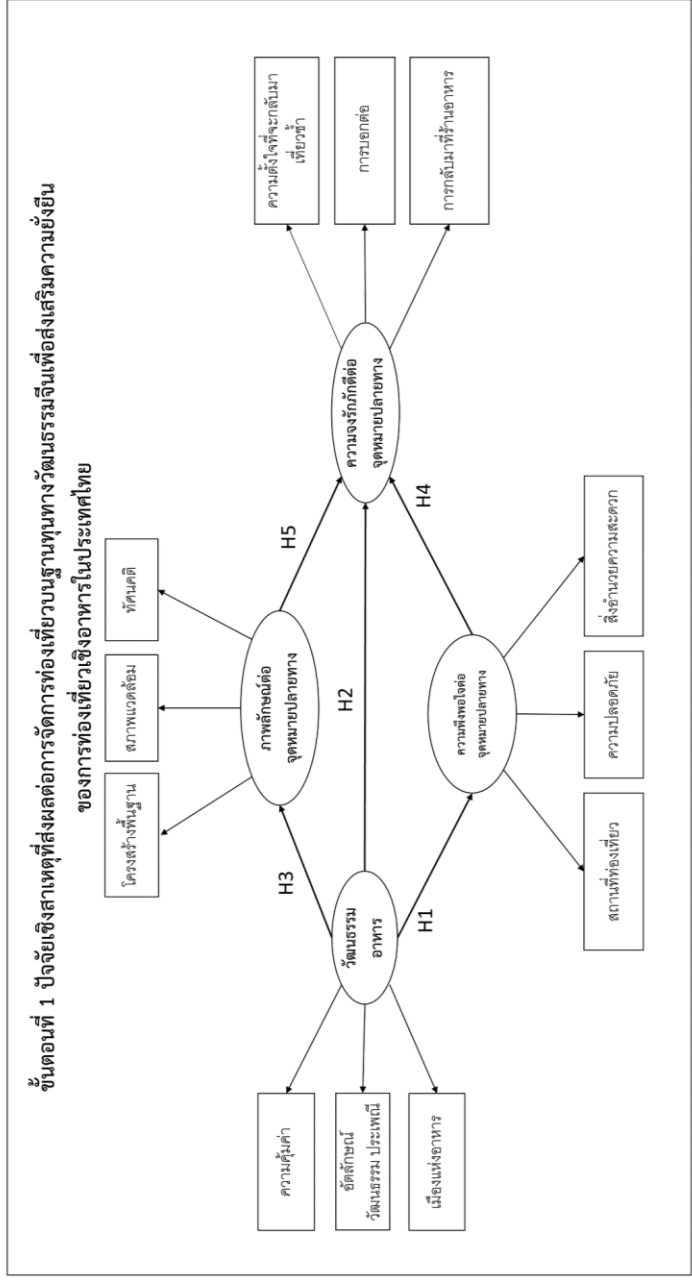 ขั้นตอนที่ 1 ปัจจัยเชิงสาเหตุที่ส่งผลต่อการจัดการท่องเที่ยวบนฐานทุนทางวัฒนธรรมจีนเพื่อส่งเสริมความยั่งยืน
ของการท่องเที่ยวเชิงอาหารในประเทศไทย
โครงสร้างพื้นฐาน
สภาพแวดล้อม
ทัศนคติ
ความคุ้มค่า
อัตลักษณ์
วัฒนธรรม ประเพณี
เมืองแห่งอาหาร
วัฒนธรรม
อาหาร
H3
ภาพลักษณ์ต่อ
จุดหมายปลายทาง
H5
H2
H1
ความพึงพอใจต่อ
จุดหมายปลายทาง
H4
ความจงรักภักดีต่อ
จุดหมายปลายทาง
ความตั้งใจที่จะกลับมา
เที่ยวซ้ำ
การบอกต่อ
การกลับมาที่ร้านอาหาร
สถานที่ท่องเที่ยว
ความปลอดภัย
สิ่งอำนวยความสะดวก